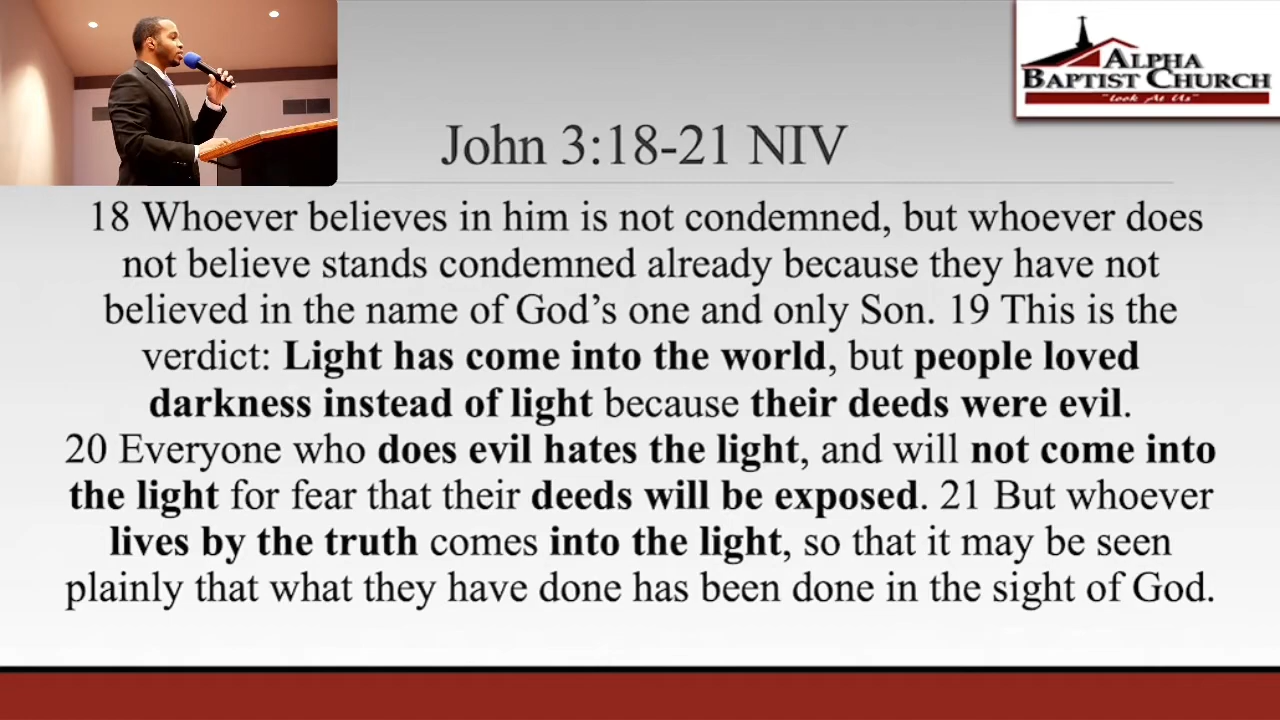 ALPHA
BAPTIST CHURCH
"Look At Us"
John 3:18-21 NIV
18 Whoever believes in him is not condemned, but whoever does
not believe stands condemned already because they have not
believed in the name of God’s one and only Son. 19 This is the
verdict: Light has come into the world, but people loved
darkness instead of light because their deeds were evil.
20 Everyone who does evil hates the light, and will not come into
the light for fear that their deeds will be exposed. 21 But whoever
lives by the truth comes into the light, so that it may be seen
plainly that what they have done has been done in the sight of God.